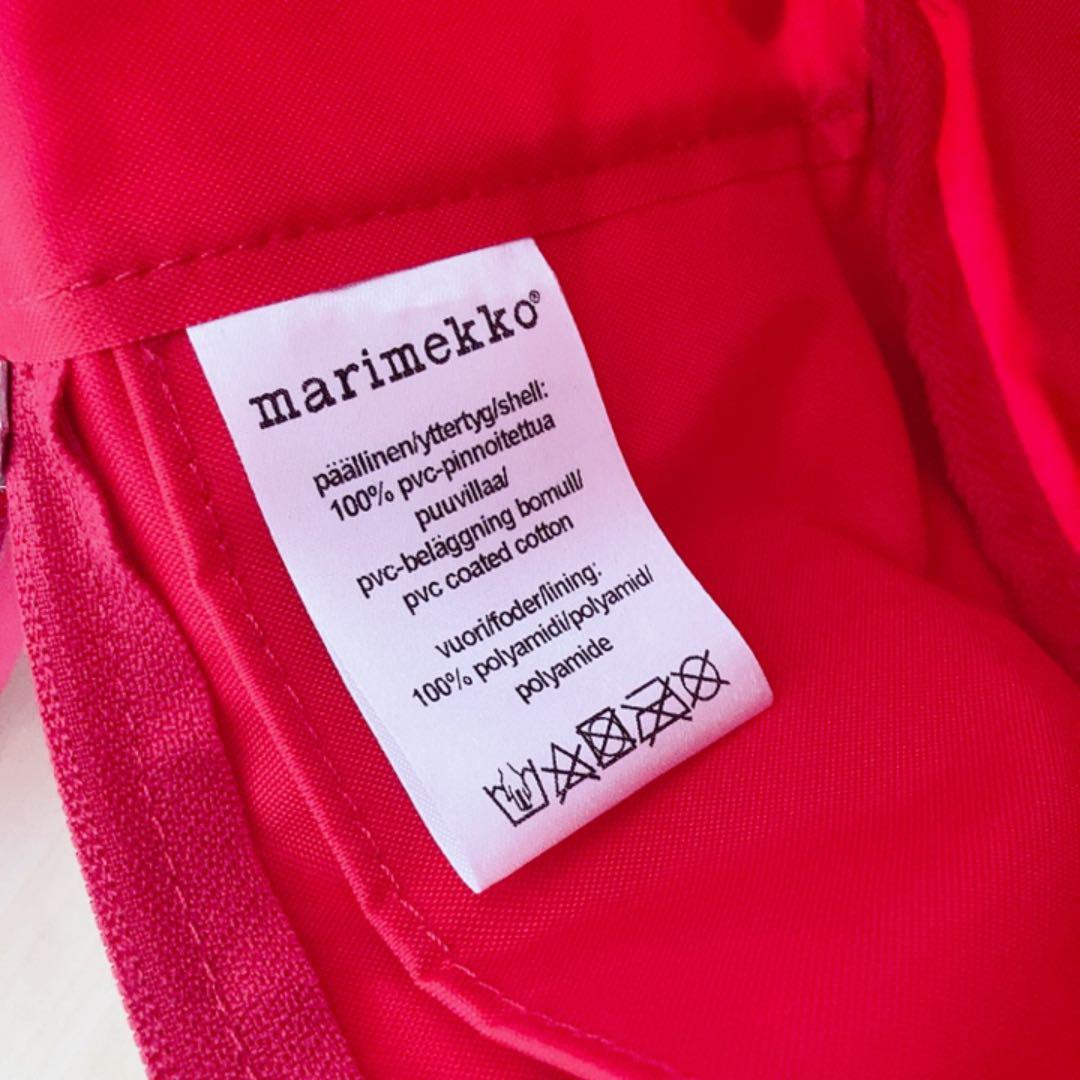 marimekko®
päällinen/yttertyg/shell:
100% pvc-pinnoitettua
puuvillaa/
pvc-beläggning bomull/
pvc coated cotton
vuori/foder/lining:
100% polyamidi/polyamid/
polyamide